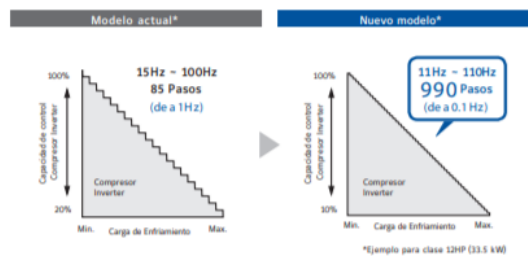 Modelo actual*
100%
15Hz ~ 100Hz
85 Pasos
(de a 1Hz)
Capacidad de control
Compresor Inverter
Compresor
Inverter
20%
Min.
Carga de Enfriamiento
Max.
Nuevo modelo*
100%
11Hz ~ 110Hz
990 Pasos
(de a 0.1 Hz)
Capacidad de control
Compresor Inverter
Compresor
Inverter
10%
Min.
Carga de Enfriamiento
Max.
*Ejemplo para clase 12HP (33.5 kW)